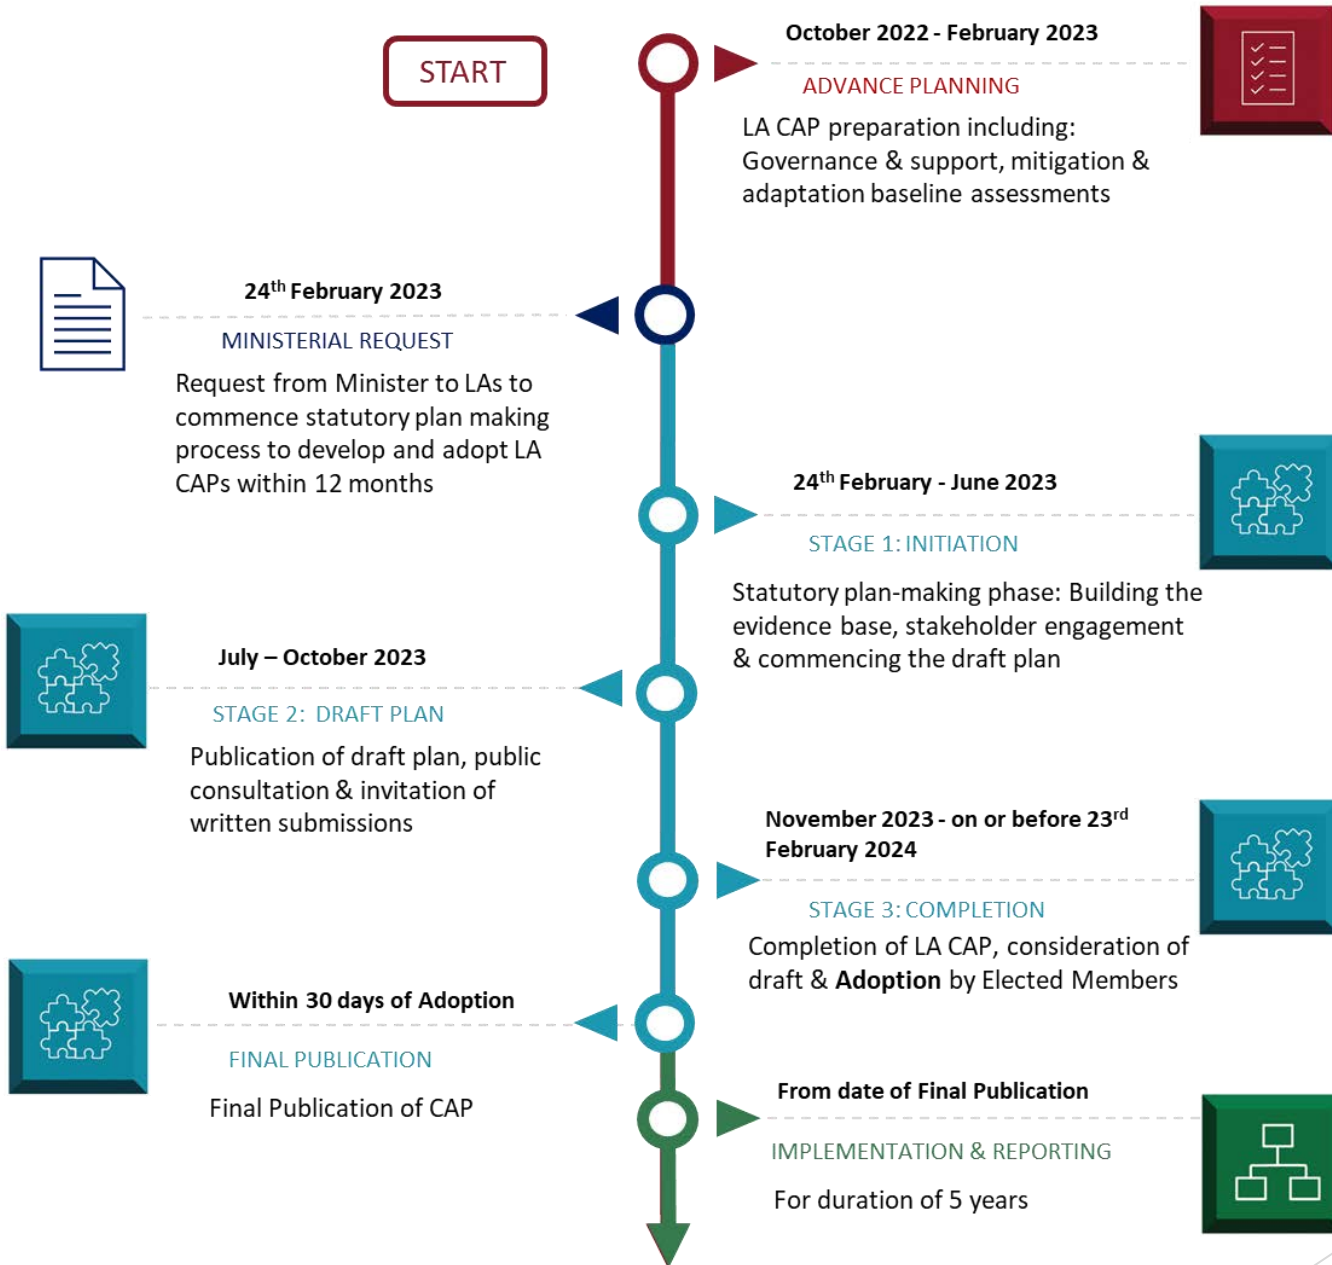 START
October 2022 - February 2023
ADVANCE PLANNING
LA CAP preparation including:
Governance & support, mitigation &
adaptation baseline assessments
24th February 2023
MINISTERIAL REQUEST
Request from Minister to LAs to
commence statutory plan making
process to develop and adopt LA
CAPs within 12 months
24th February - June 2023
STAGE 1: INITIATION
Statutory plan-making phase: Building the
evidence base, stakeholder engagement
& commencing the draft plan
July – October 2023
STAGE 2: DRAFT PLAN
Publication of draft plan, public
consultation & invitation of
written submissions
November 2023 - on or before 23rd
February 2024
STAGE 3: COMPLETION
Completion of LA CAP, consideration of
draft & Adoption by Elected Members
Within 30 days of Adoption
FINAL PUBLICATION
Final Publication of CAP
From date of Final Publication
IMPLEMENTATION & REPORTING
For duration of 5 years